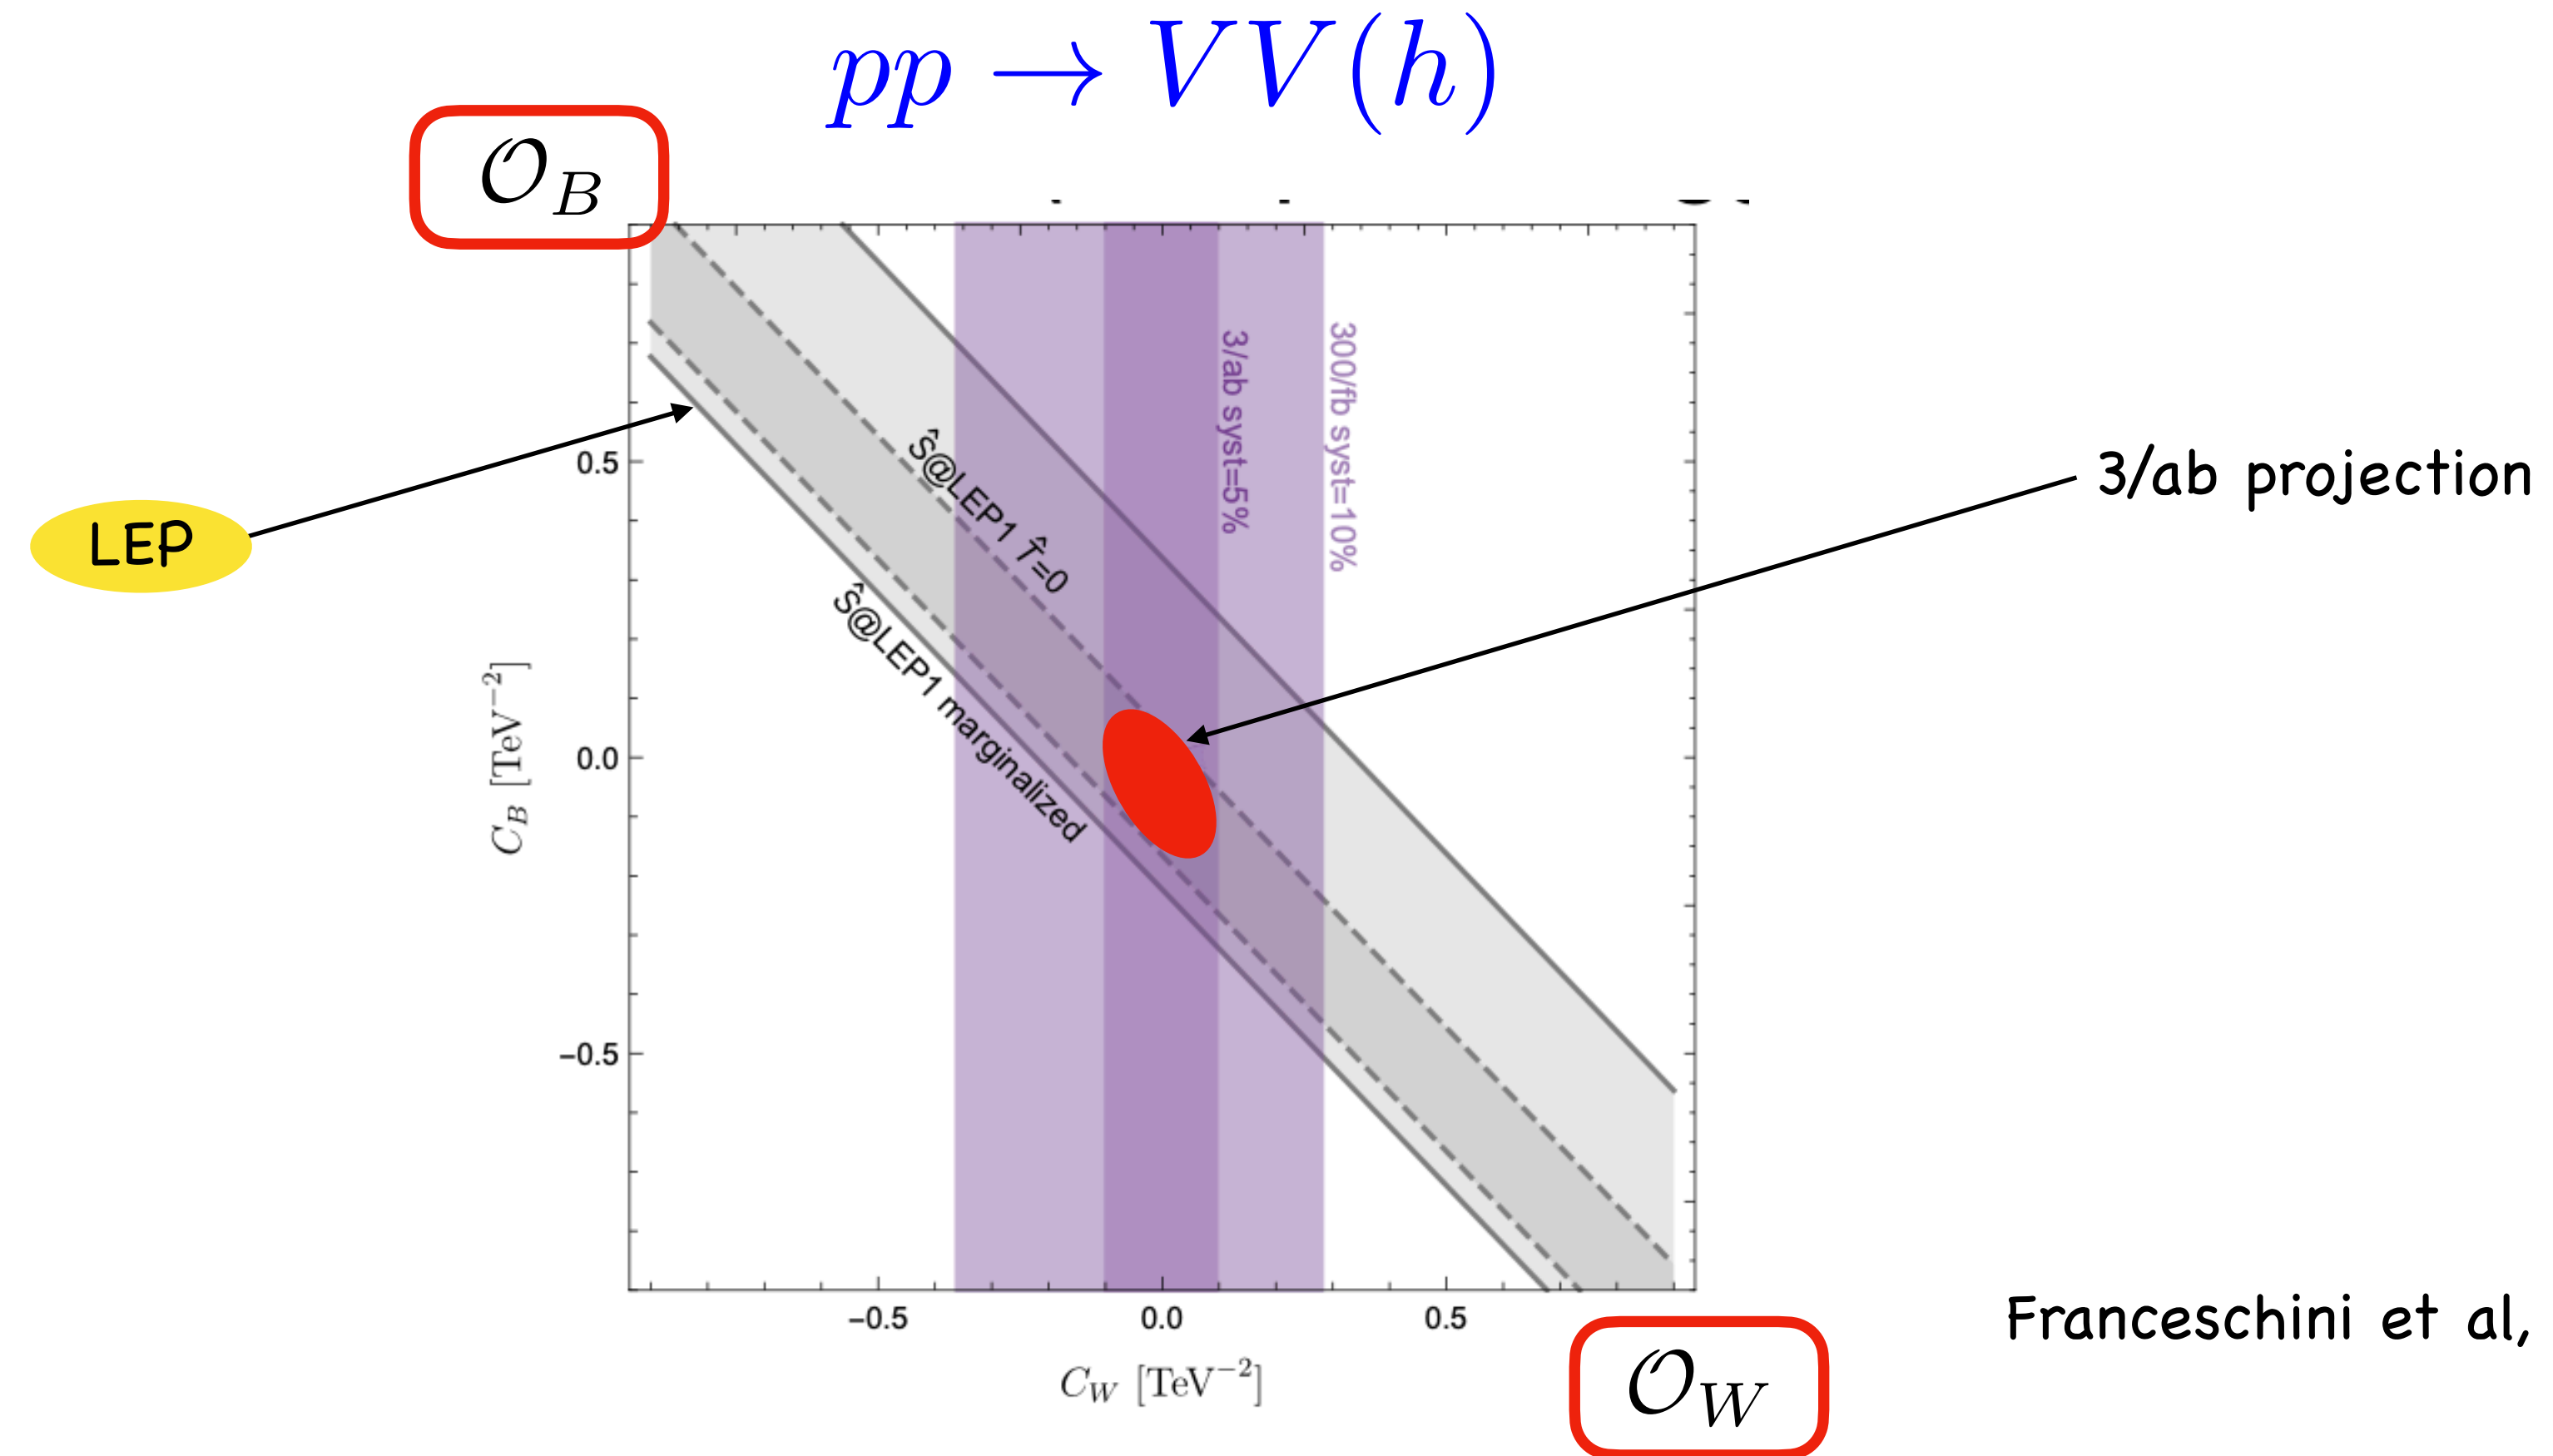 pp → VV(h)
𝒪_B
3/ab syst=5%
300/fb syst=10%
Ŝ@LEP1 T̂=0
Ŝ@LEP1 marginalized
LEP
3/ab projection
0.5
0.0
−0.5
C_B [TeV⁻²]
−0.5 0.0 0.5
C_W [TeV⁻²]
𝒪_W
Franceschini et al,